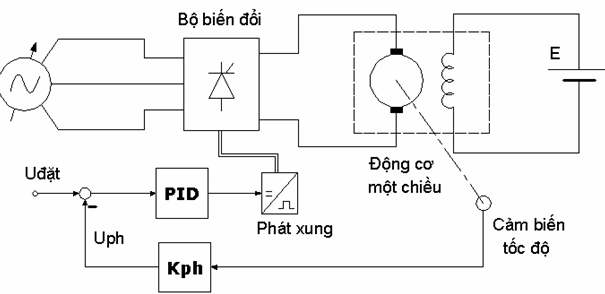 Bộ biến đổi
E
Động cơ
một chiều
Uđặt
PID
Phát xung
Cảm biến
tốc độ
Uph
Kph